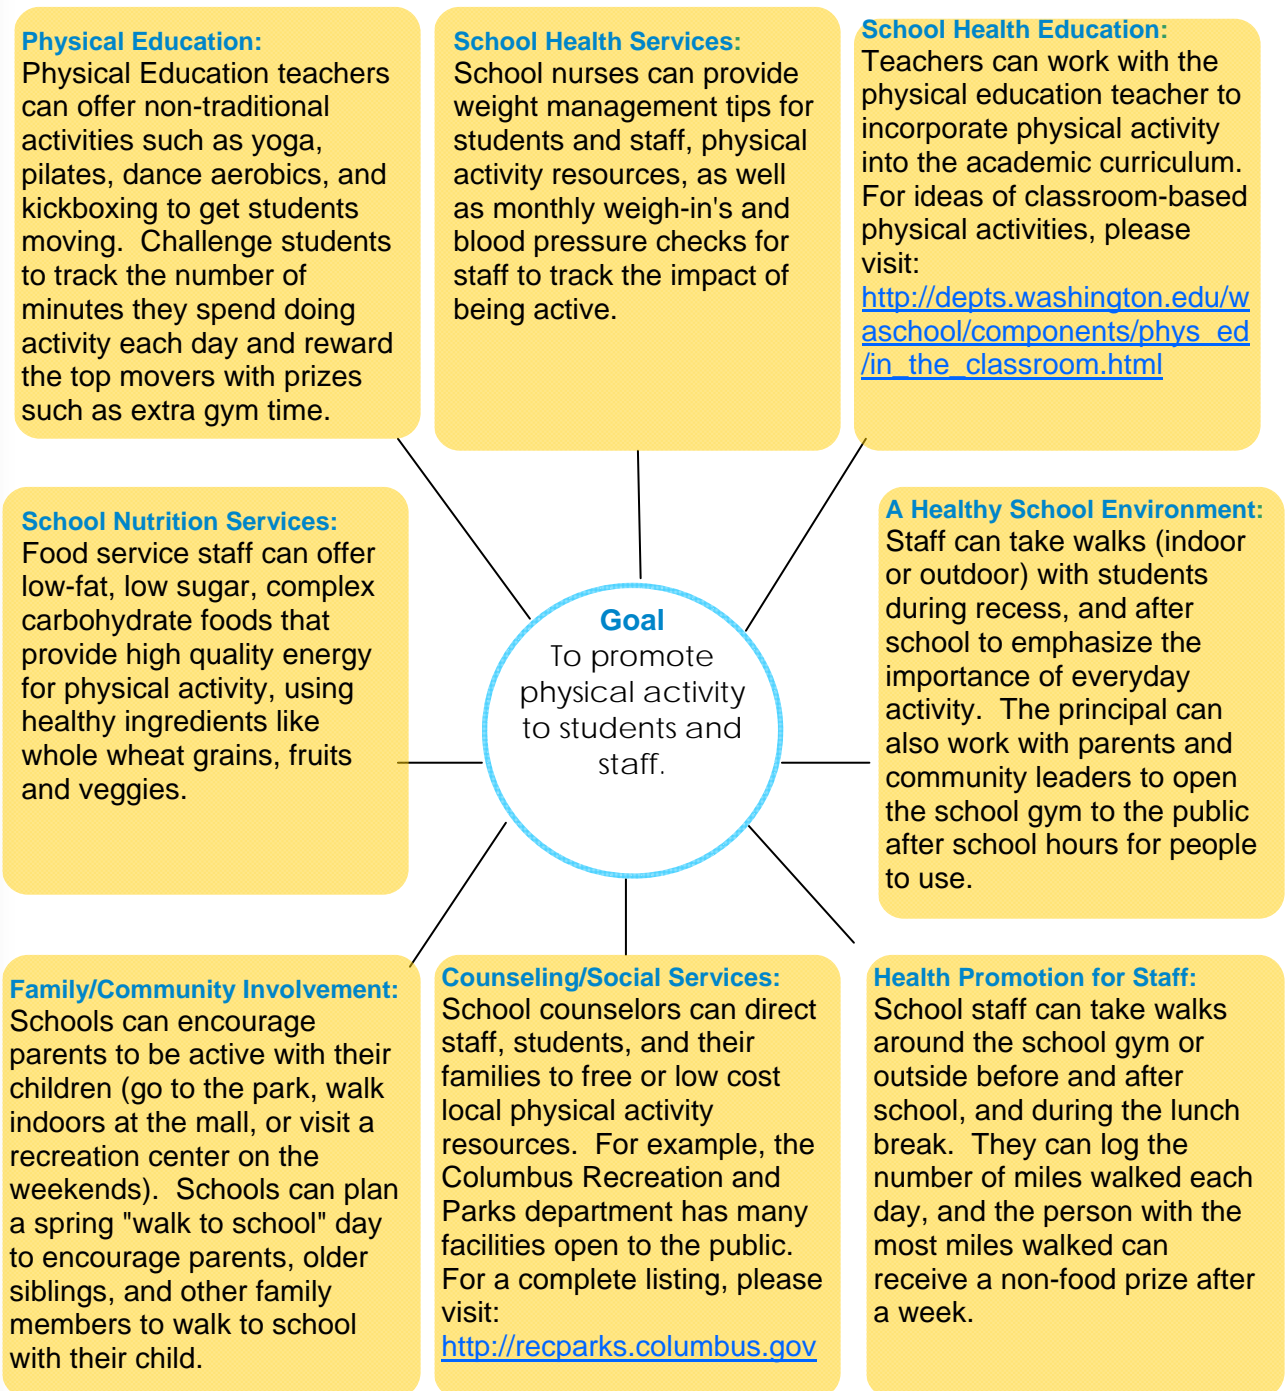 Physical Education:
Physical Education teachers
can offer non-traditional
activities such as yoga,
pilates, dance aerobics, and
kickboxing to get students
moving.  Challenge students
to track the number of
minutes they spend doing
activity each day and reward
the top movers with prizes
such as extra gym time.
School Health Services:
School nurses can provide
weight management tips for
students and staff, physical
activity resources, as well
as monthly weigh-in's and
blood pressure checks for
staff to track the impact of
being active.
School Health Education:
Teachers can work with the
physical education teacher to
incorporate physical activity
into the academic curriculum.
For ideas of classroom-based
physical activities, please
visit:
http://depts.washington.edu/w
aschool/components/phys_ed
/in_the_classroom.html
School Nutrition Services:
Food service staff can offer
low-fat, low sugar, complex
carbohydrate foods that
provide high quality energy
for physical activity, using
healthy ingredients like
whole wheat grains, fruits
and veggies.
Goal
To promote
physical activity
to students and
staff.
A Healthy School Environment:
Staff can take walks (indoor
or outdoor) with students
during recess, and after
school to emphasize the
importance of everyday
activity.  The principal can
also work with parents and
community leaders to open
the school gym to the public
after school hours for people
to use.
Family/Community Involvement:
Schools can encourage
parents to be active with their
children (go to the park, walk
indoors at the mall, or visit a
recreation center on the
weekends).  Schools can plan
a spring "walk to school" day
to encourage parents, older
siblings, and other family
members to walk to school
with their child.
Counseling/Social Services:
School counselors can direct
staff, students, and their
families to free or low cost
local physical activity
resources.  For example, the
Columbus Recreation and
Parks department has many
facilities open to the public.
For a complete listing, please
visit:
http://recparks.columbus.gov
Health Promotion for Staff:
School staff can take walks
around the school gym or
outside before and after
school, and during the lunch
break.  They can log the
number of miles walked each
day, and the person with the
most miles walked can
receive a non-food prize after
a week.